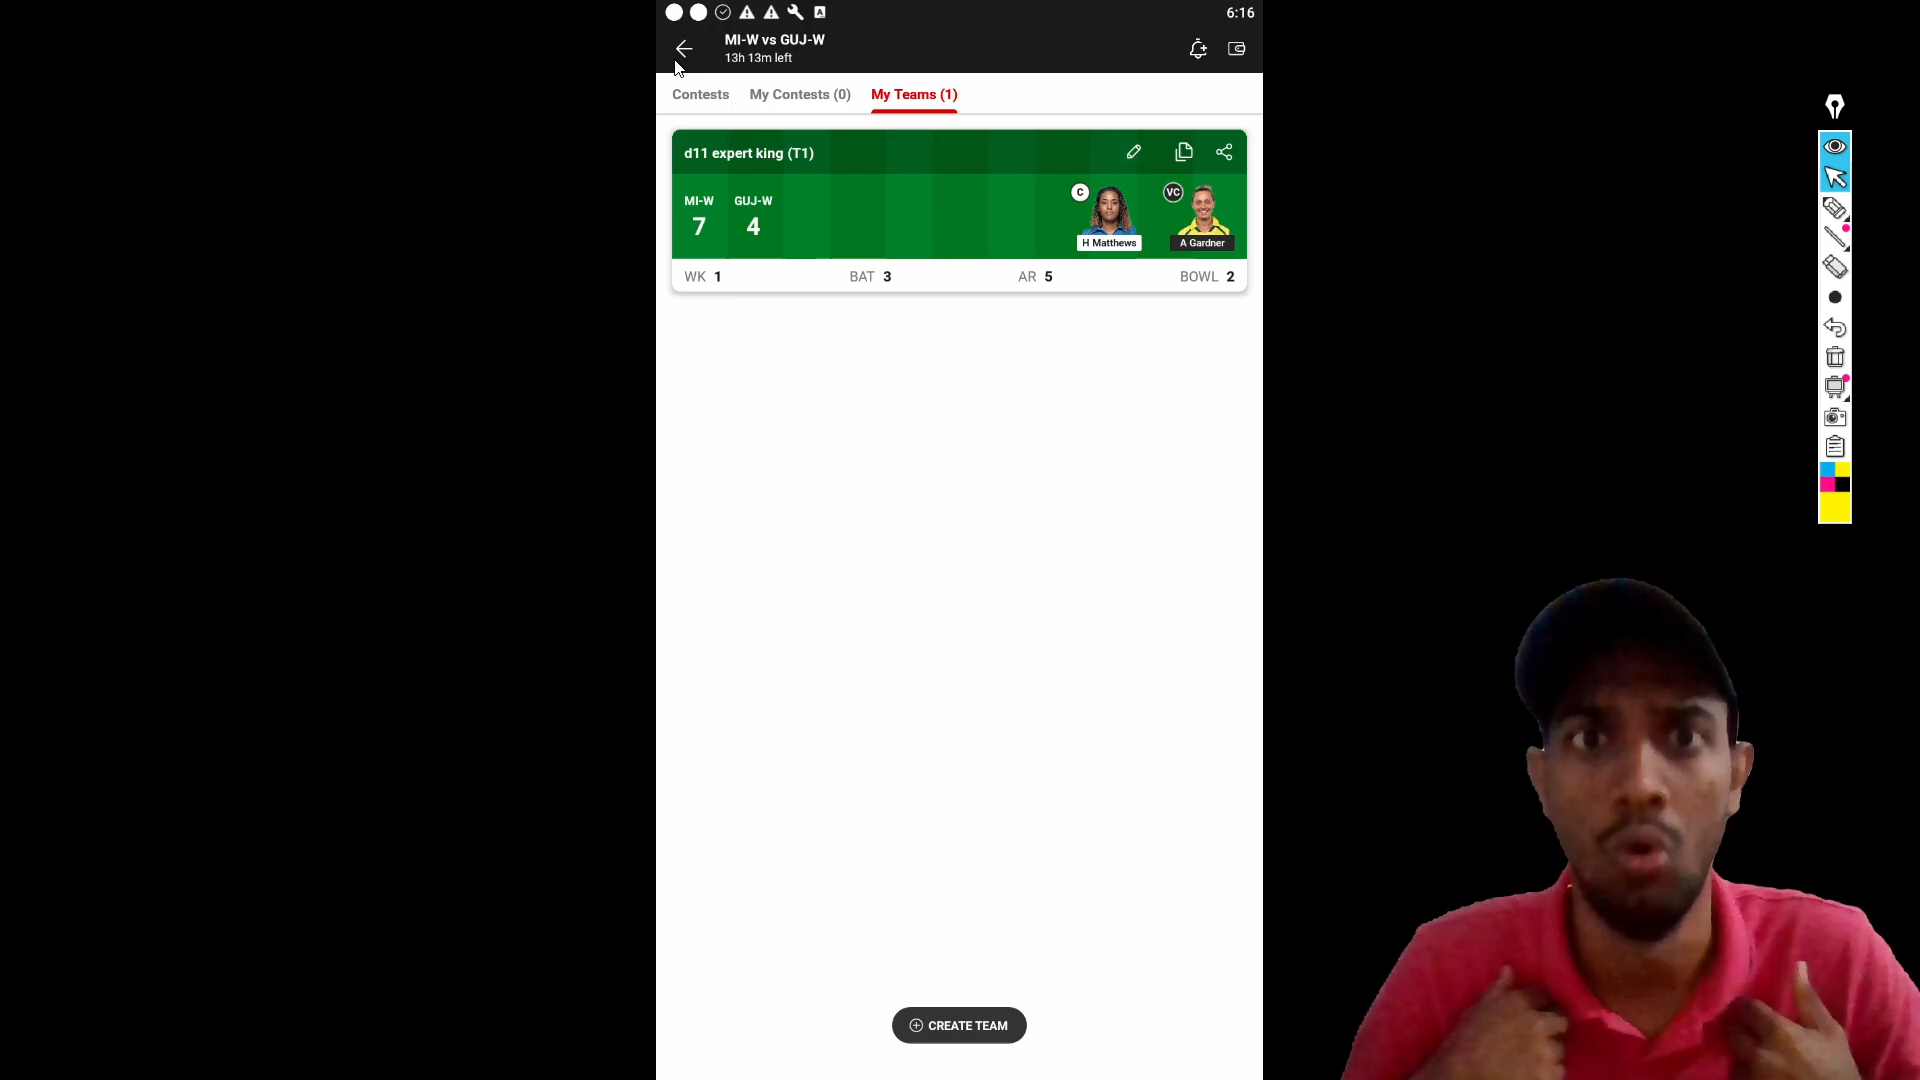 6:16
MI-W vs GUJ-W
13h 13m left
Contests
My Contests (0)
My Teams (1)
d11 expert king (T1)
MI-W
7
GUJ-W
4
C
H Matthews
VC
A Gardner
WK 1
BAT 3
AR 5
BOWL 2
CREATE TEAM